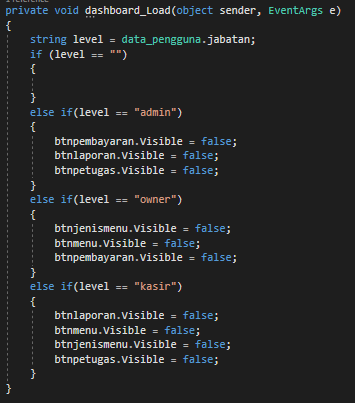 private void dashboard_Load(object sender, EventArgs e)
{
string level = data_pengguna.jabatan;
if (level == "")
{
}
else if(level == "admin")
{
btnpembayaran.Visible = false;
btnlaporan.Visible = false;
btnpetugas.Visible = false;
}
else if(level == "owner")
{
btnjenismenu.Visible = false;
btnmenu.Visible = false;
btnpembayaran.Visible = false;
}
else if(level == "kasir")
{
btnlaporan.Visible = false;
btnmenu.Visible = false;
btnjenismenu.Visible = false;
btnpetugas.Visible = false;
}
}